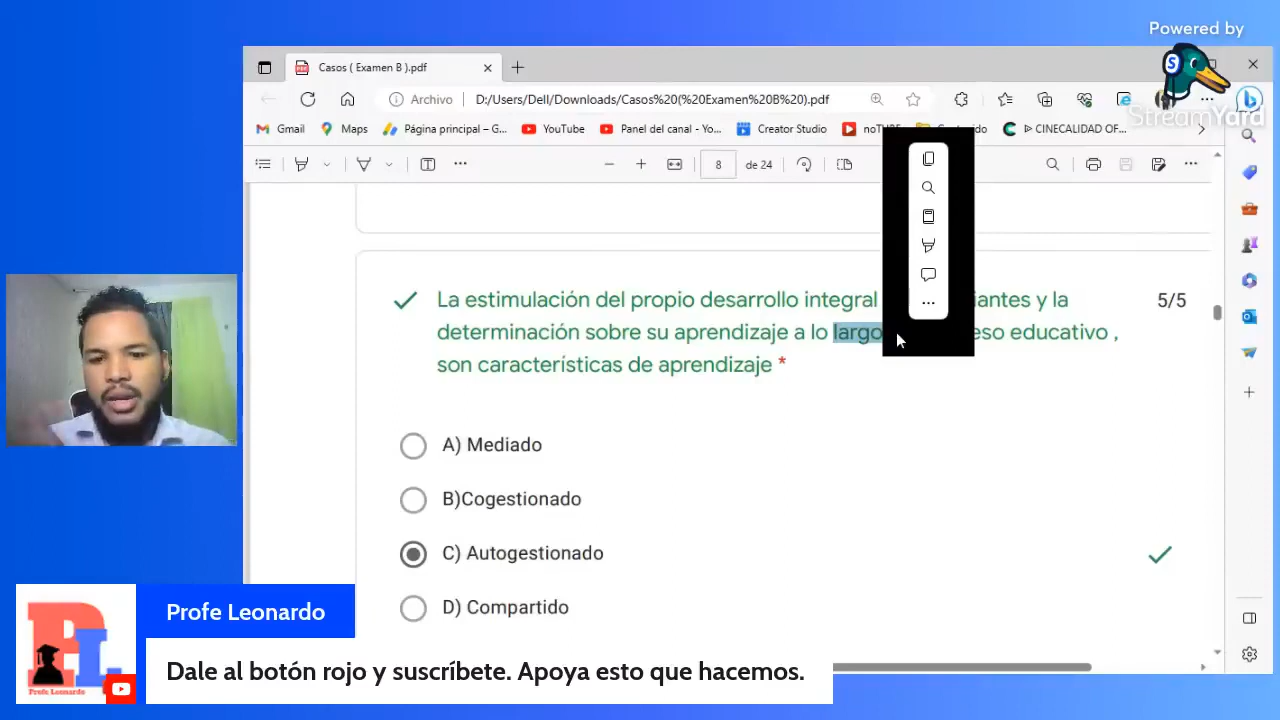 Powered by
StreamYard
Casos ( Examen B ).pdf
Archivo
D:/Users/Dell/Downloads/Casos%20(%20Examen%20B%20).pdf
Gmail
Maps
Página principal – G...
YouTube
Panel del canal - Yo...
Creator Studio
CINECALIDAD OF...
8
de 24
La estimulación del propio desarrollo integral
y la
5/5
determinación sobre su aprendizaje a lo largo
educativo ,
son características de aprendizaje *
A) Mediado
B)Cogestionado
C) Autogestionado
D) Compartido
Profe Leonardo
Dale al botón rojo y suscríbete. Apoya esto que hacemos.
PL
Profe Leonardo